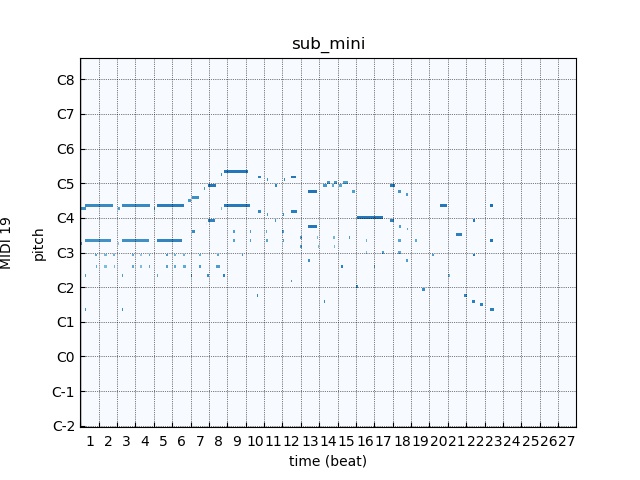 sub_mini
C8
C7
C6
C5
C4
C3
C2
C1
C0
C-1
C-2
MIDI 19
pitch
1 2 3 4 5 6 7 8 9 10 11 12 13 14 15 16 17 18 19 20 21 22 23 24 25 26 27
time (beat)